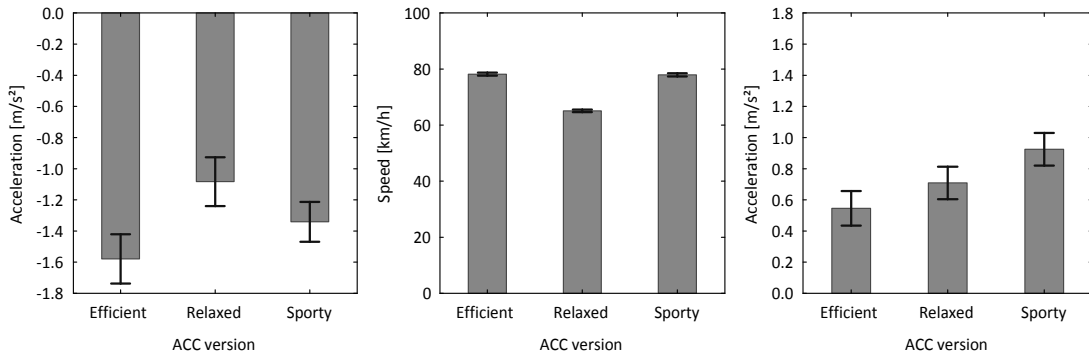 0.0
-0.2
-0.4
-0.6
-0.8
-1.0
-1.2
-1.4
-1.6
-1.8
Acceleration [m/s²]
Efficient Relaxed Sporty
ACC version
100
80
60
40
20
0
Speed [km/h]
Efficient Relaxed Sporty
ACC version
1.8
1.6
1.4
1.2
1.0
0.8
0.6
0.4
0.2
0.0
Acceleration [m/s²]
Efficient Relaxed Sporty
ACC version